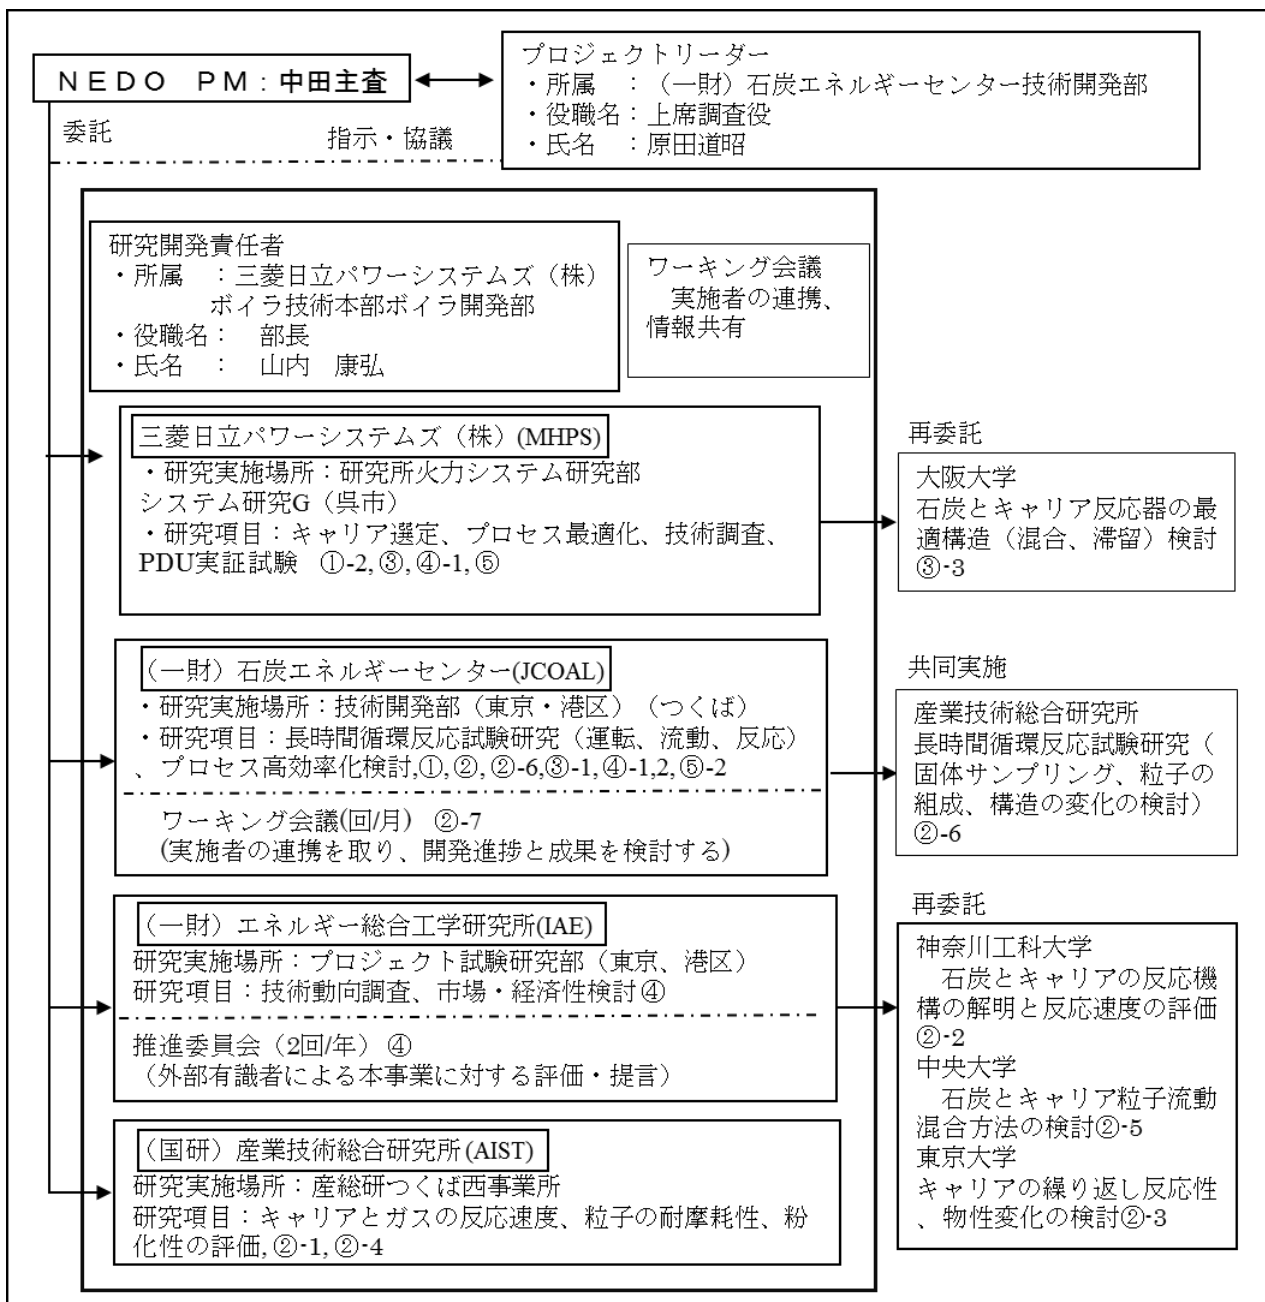 ＮＥＤＯ　ＰＭ：中田主査
委託
指示・協議
プロジェクトリーダー
・所属　：（一財）石炭エネルギーセンター技術開発部
・役職名：上席調査役
・氏名　：原田道昭
研究開発責任者
・所属　：三菱日立パワーシステムズ（株）
ボイラ技術本部ボイラ開発部
・役職名：　部長
・氏名　：　山内　康弘
ワーキング会議
実施者の連携、
情報共有
三菱日立パワーシステムズ（株）(MHPS)
・研究実施場所：研究所火力システム研究部
システム研究G（呉市）
・研究項目：キャリア選定、プロセス最適化、技術調査、
PDU実証試験　①-2, ③, ④-1, ⑤
再委託
大阪大学
石炭とキャリア反応器の最
適構造（混合、滞留）検討
③-3
（一財）石炭エネルギーセンター(JCOAL)
・研究実施場所：技術開発部（東京・港区）（つくば）
・研究項目：長時間循環反応試験研究（運転、流動、反応）
、プロセス高効率化検討,①, ②, ②-6,③-1, ④-1,2, ⑤-2
ワーキング会議(回/月)　②-7
(実施者の連携を取り、開発進捗と成果を検討する)
共同実施
産業技術総合研究所
長時間循環反応試験研究（
固体サンプリング、粒子の
組成、構造の変化の検討）
②-6
（一財）エネルギー総合工学研究所(IAE)
研究実施場所：プロジェクト試験研究部（東京、港区）
研究項目：技術動向調査、市場・経済性検討④
推進委員会（2回/年）④
（外部有識者による本事業に対する評価・提言）
再委託
神奈川工科大学
石炭とキャリアの反応機
構の解明と反応速度の評価
②-2
中央大学
石炭とキャリア粒子流動
混合方法の検討②-5
東京大学
キャリアの繰り返し反応性
、物性変化の検討②-3
（国研）産業技術総合研究所(AIST)
研究実施場所：産総研つくば西事業所
研究項目：キャリアとガスの反応速度、粒子の耐摩耗性、粉
化性の評価, ②-1, ②-4